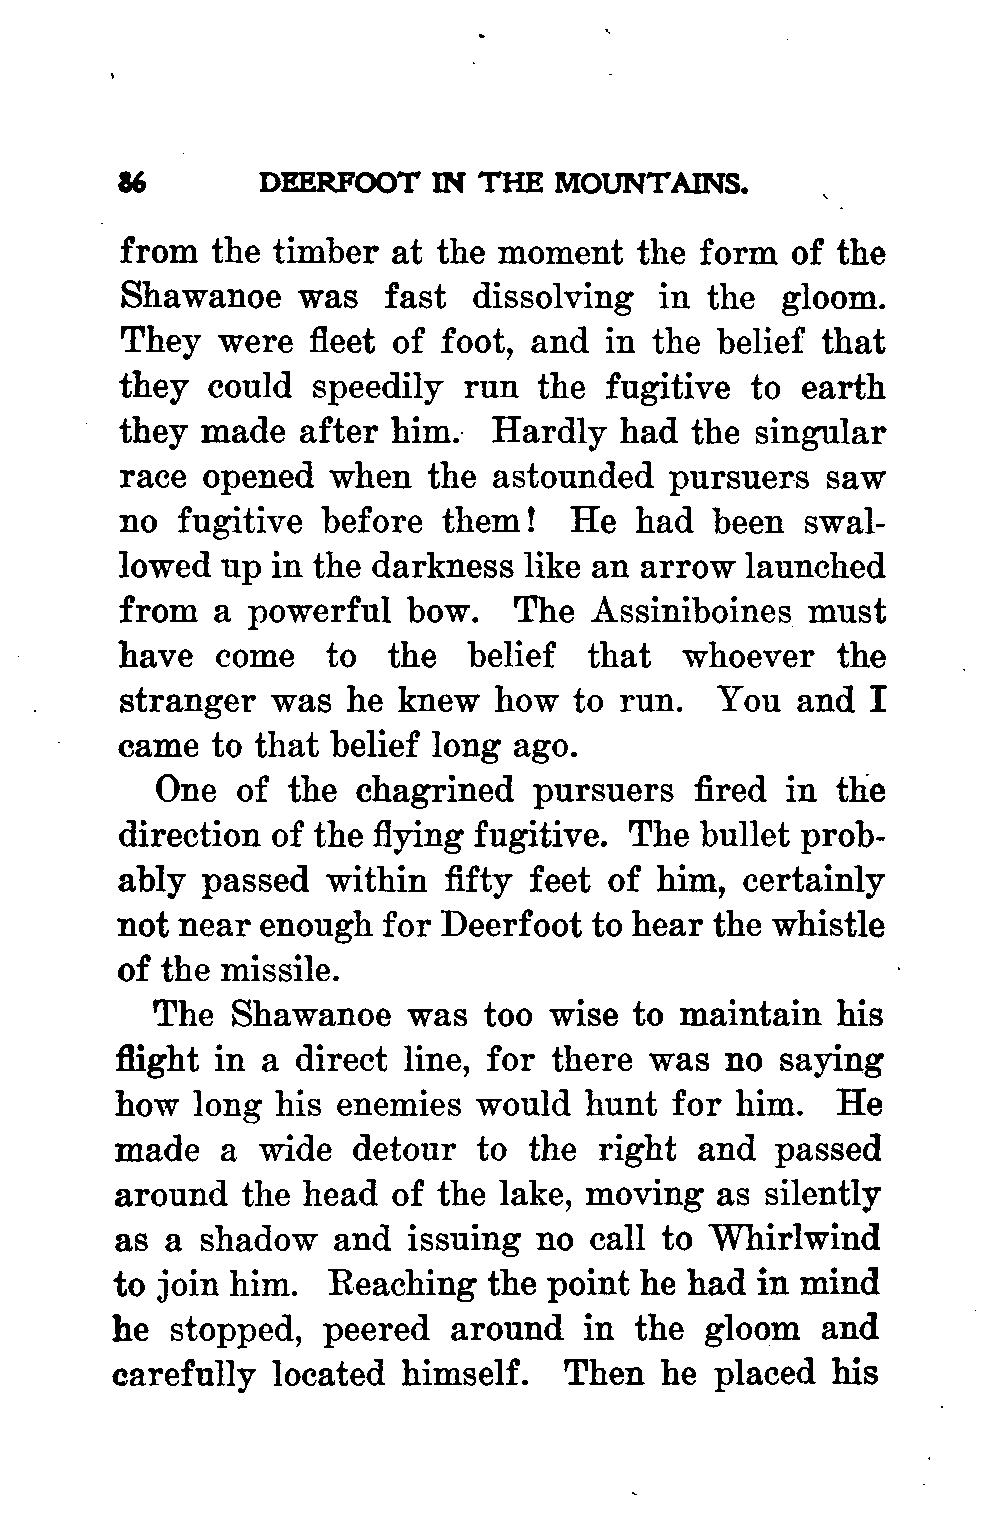 86 DEERFOOT IN THE MOUNTAINS.
from the timber at the moment the form of the
Shawanoe was fast dissolving in the gloom.
They were fleet of foot, and in the belief that
they could speedily run the fugitive to earth
they made after him. Hardly had the singular
race opened when the astounded pursuers saw
no fugitive before them! He had been swal-
lowed up in the darkness like an arrow launched
from a powerful bow. The Assiniboines must
have come to the belief that whoever the
stranger was he knew how to run. You and I
came to that belief long ago.
One of the chagrined pursuers fired in the
direction of the flying fugitive. The bullet prob-
ably passed within fifty feet of him, certainly
not near enough for Deerfoot to hear the whistle
of the missile.
The Shawanoe was too wise to maintain his
flight in a direct line, for there was no saying
how long his enemies would hunt for him. He
made a wide detour to the right and passed
around the head of the lake, moving as silently
as a shadow and issuing no call to Whirlwind
to join him. Reaching the point he had in mind
he stopped, peered around in the gloom and
carefully located himself. Then he placed his